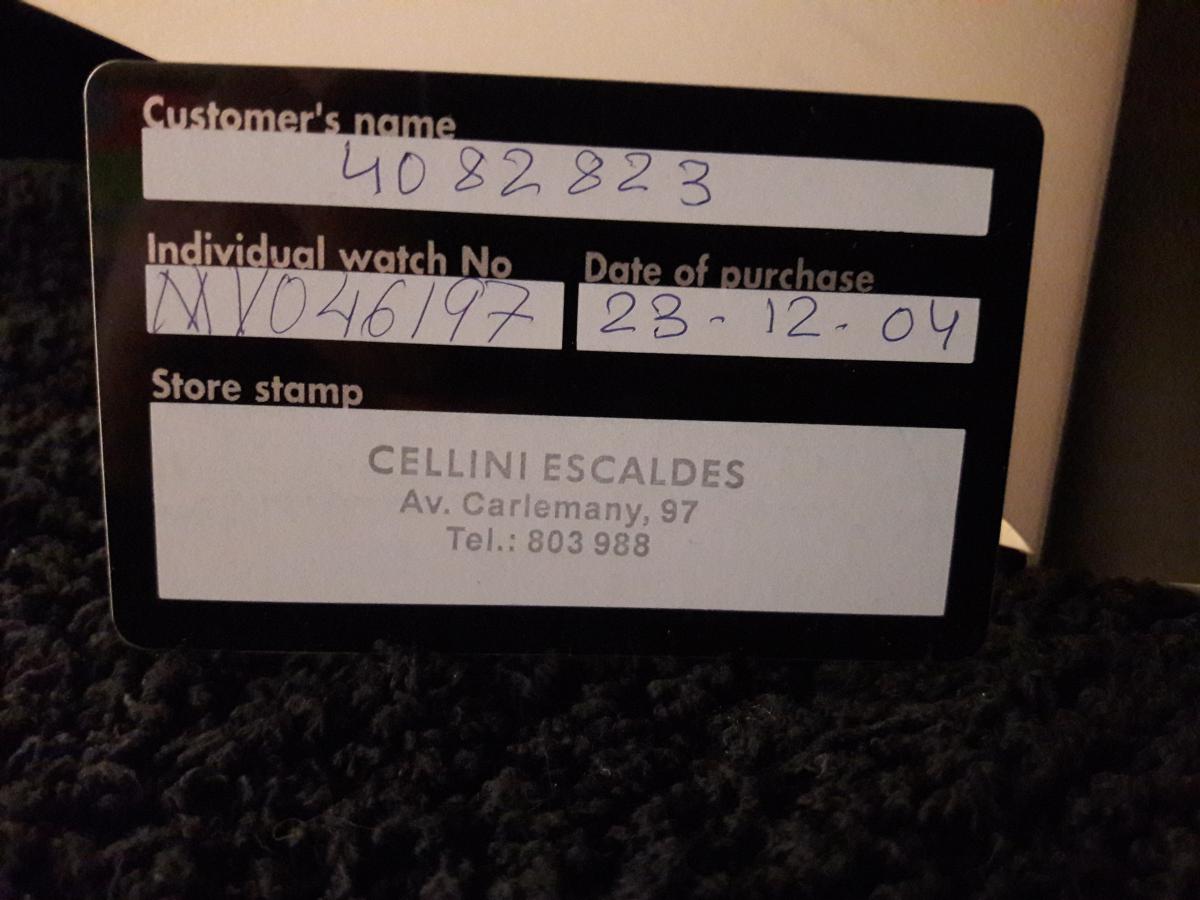 Customer's name
4082823
Individual watch No Date of purchase
MV046197 23-12-04
Store stamp
CELLINI ESCALDES
Av. Carlemany, 97
Tel.: 803 988